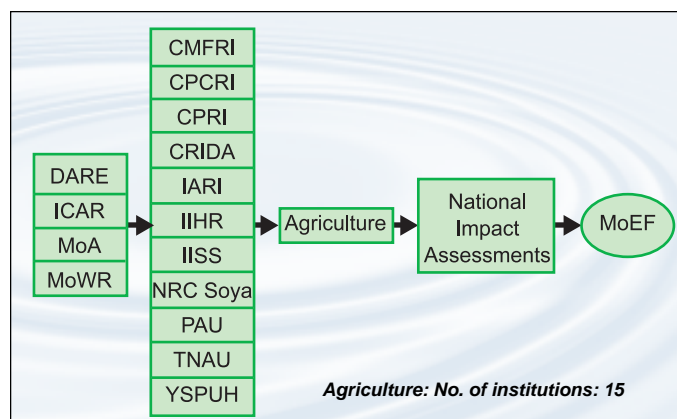 DARE
ICAR
MoA
MoWR
CMFRI
CPCRI
CPRI
CRIDA
IARI
IIHR
IISS
NRC Soya
PAU
TNAU
YSPUH
Agriculture
National
Impact
Assessments
MoEF
Agriculture: No. of institutions: 15